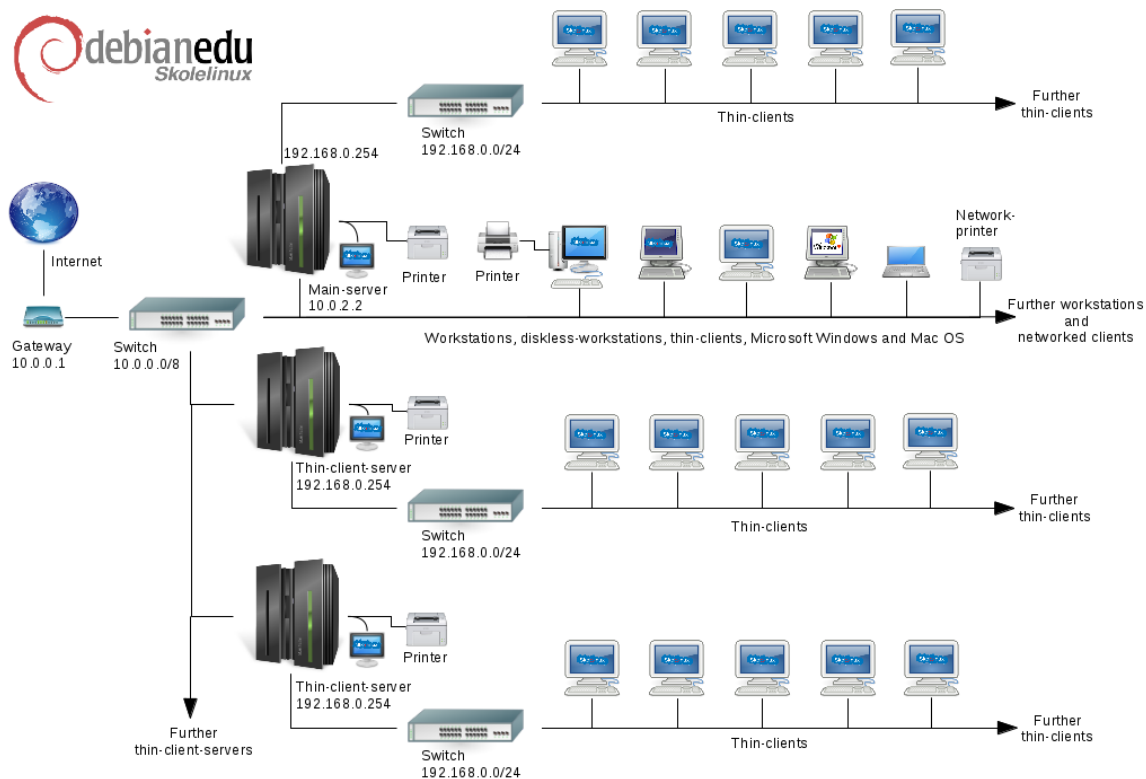 debianedu
Skolelinux
Further
thin-clients
Thin-clients
Switch
192.168.0.0/24
192.168.0.254
Internet
Printer
Printer
Network-
printer
Main-server
10.0.2.2
Gateway
10.0.0.1
Switch
10.0.0.0/8
Workstations, diskless-workstations, thin-clients, Microsoft Windows and Mac OS
Further workstations
and
networked clients
Printer
Thin-client-server
192.168.0.254
Switch
192.168.0.0/24
Thin-clients
Further
thin-clients
Printer
Thin-client-server
192.168.0.254
Switch
192.168.0.0/24
Thin-clients
Further
thin-clients
Further
thin-client-servers